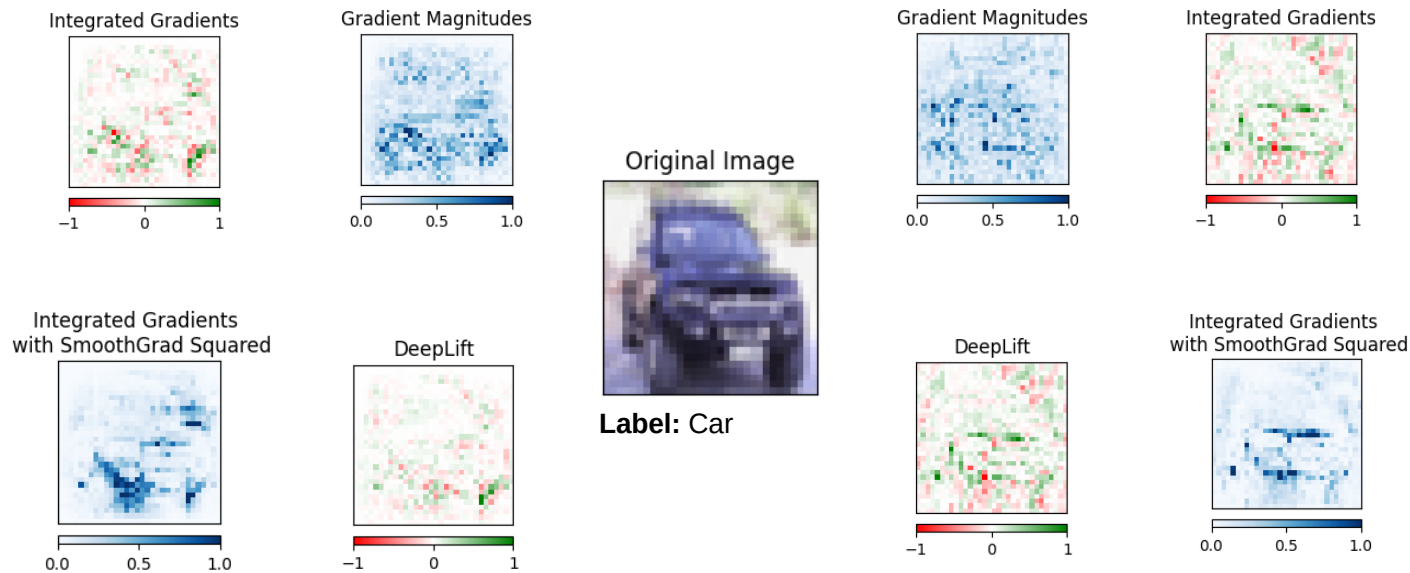 Integrated Gradients
−1
0
1
Gradient Magnitudes
0.0
0.5
1.0
Integrated Gradients
with SmoothGrad Squared
0.0
0.5
1.0
DeepLift
−1
0
1
Original Image
Label: Car
Gradient Magnitudes
0.0
0.5
1.0
Integrated Gradients
−1
0
1
DeepLift
−1
0
1
Integrated Gradients
with SmoothGrad Squared
0.0
0.5
1.0